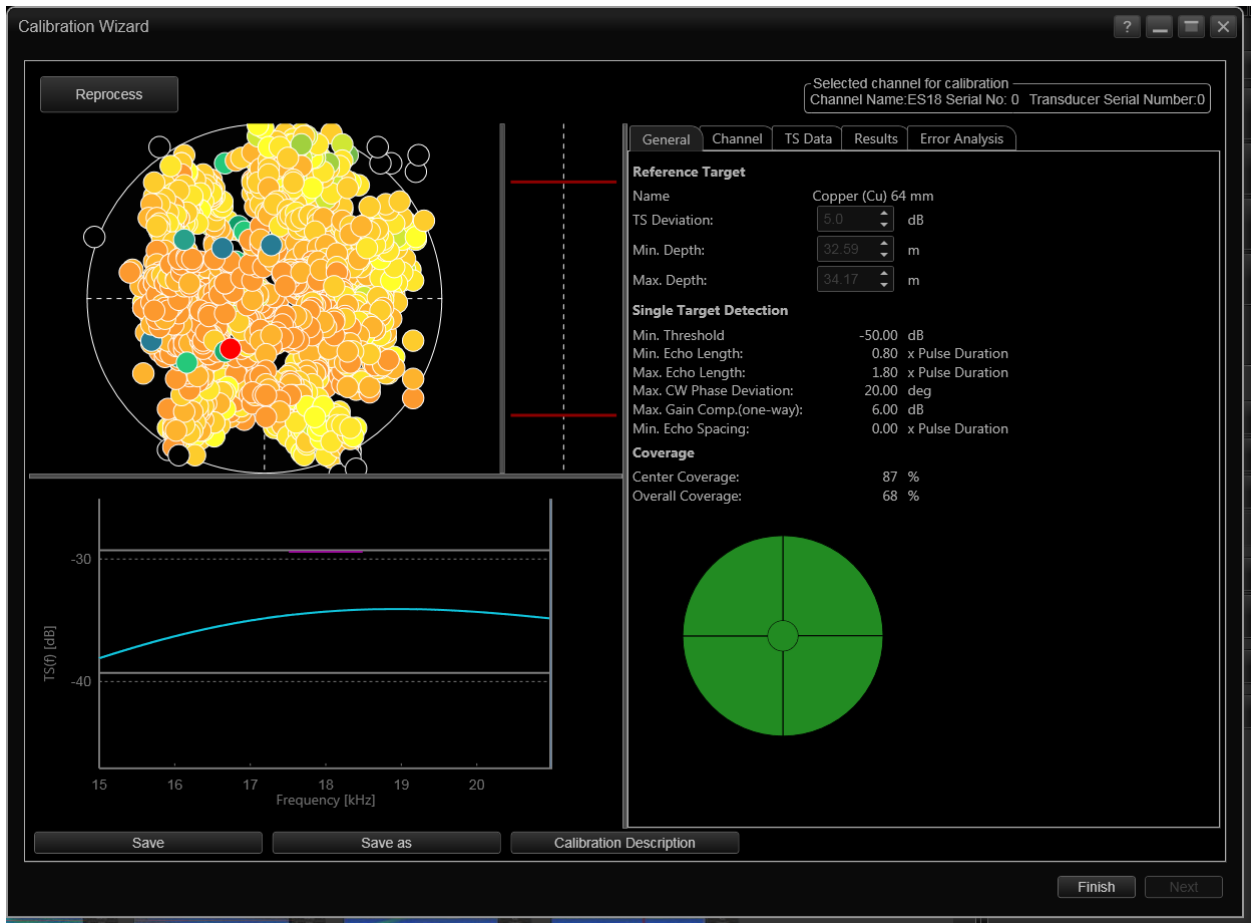 Calibration Wizard
?
Reprocess
Selected channel for calibration
Channel Name:ES18 Serial No: 0 Transducer Serial Number:0
General Channel TS Data Results Error Analysis
Reference Target
Name Copper (Cu) 64 mm
TS Deviation: 5.0 dB
Min. Depth: 32.59 m
Max. Depth: 34.17 m
Single Target Detection
Min. Threshold -50.00 dB
Min. Echo Length: 0.80 x Pulse Duration
Max. Echo Length: 1.80 x Pulse Duration
Max. CW Phase Deviation: 20.00 deg
Max. Gain Comp.(one-way): 6.00 dB
Min. Echo Spacing: 0.00 x Pulse Duration
Coverage
Center Coverage: 87 %
Overall Coverage: 68 %
-30
TS(f) [dB]
-40
15 16 17 18 19 20
Frequency [kHz]
Save Save as Calibration Description
Finish Next